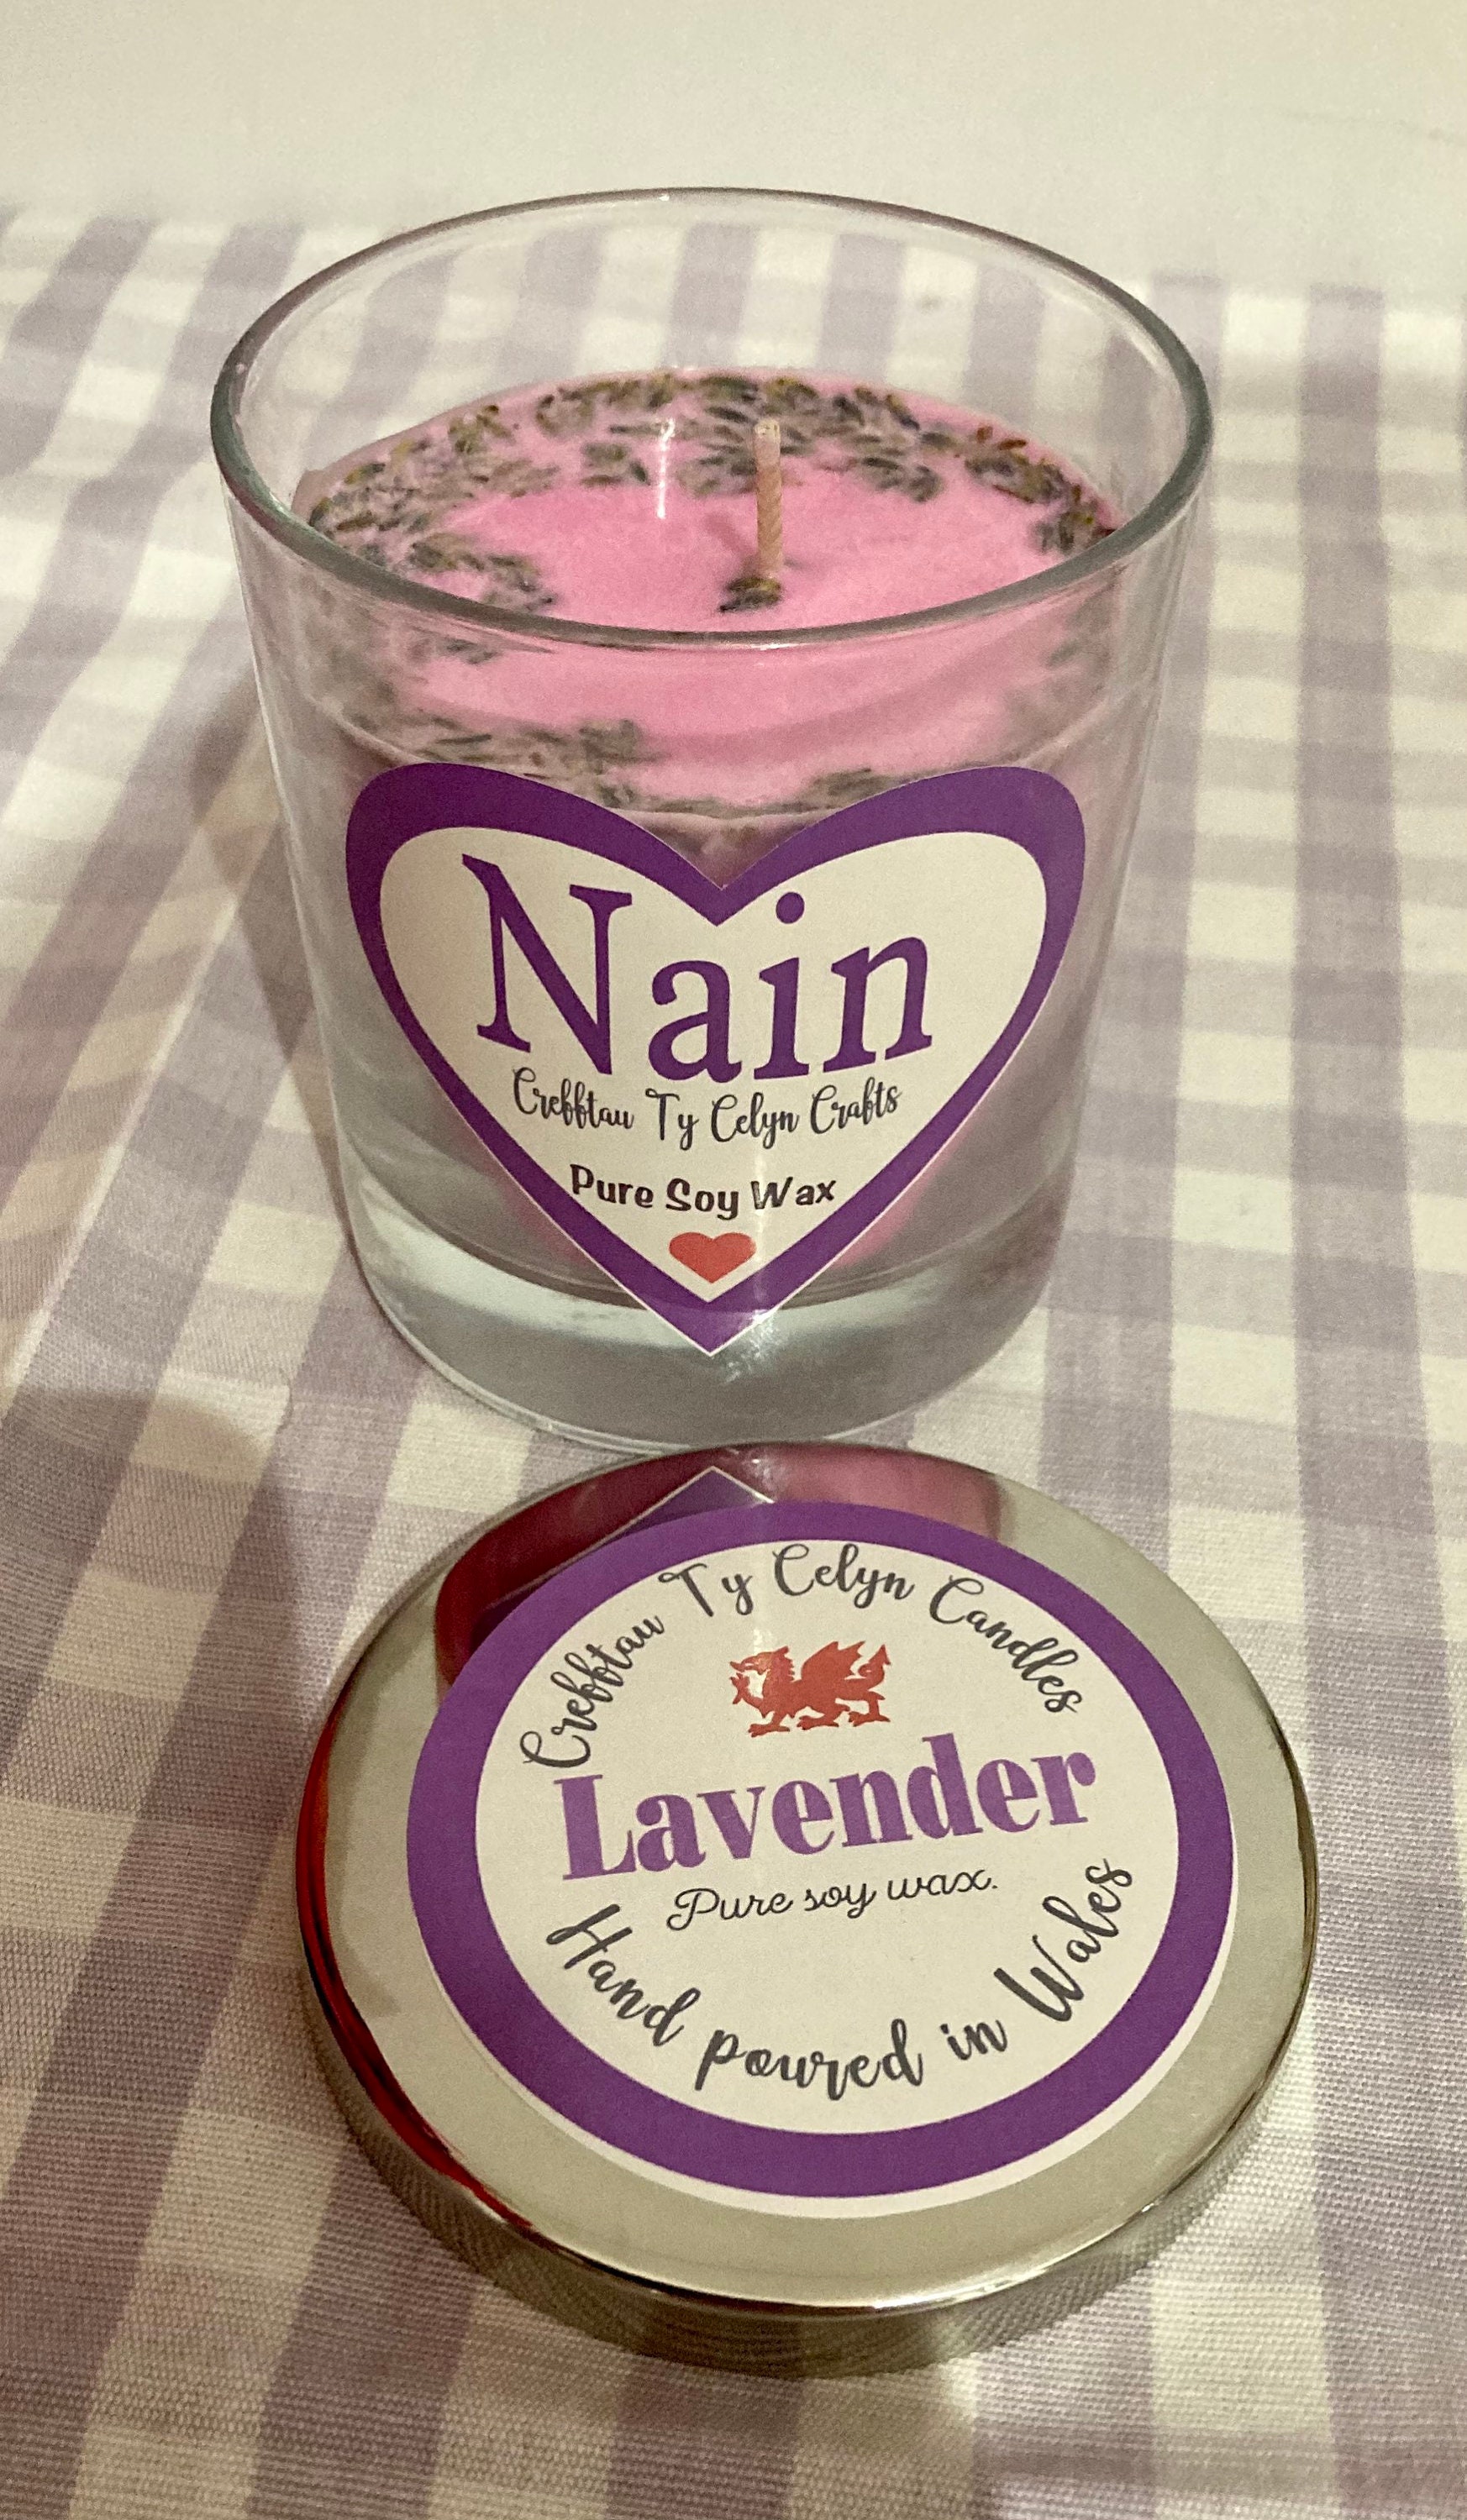 Nain
Crefftau Ty Celyn Crafts
Pure Soy Wax
Crefftau Ty Celyn Candles
Lavender
Pure soy wax.
Hand poured in Wales